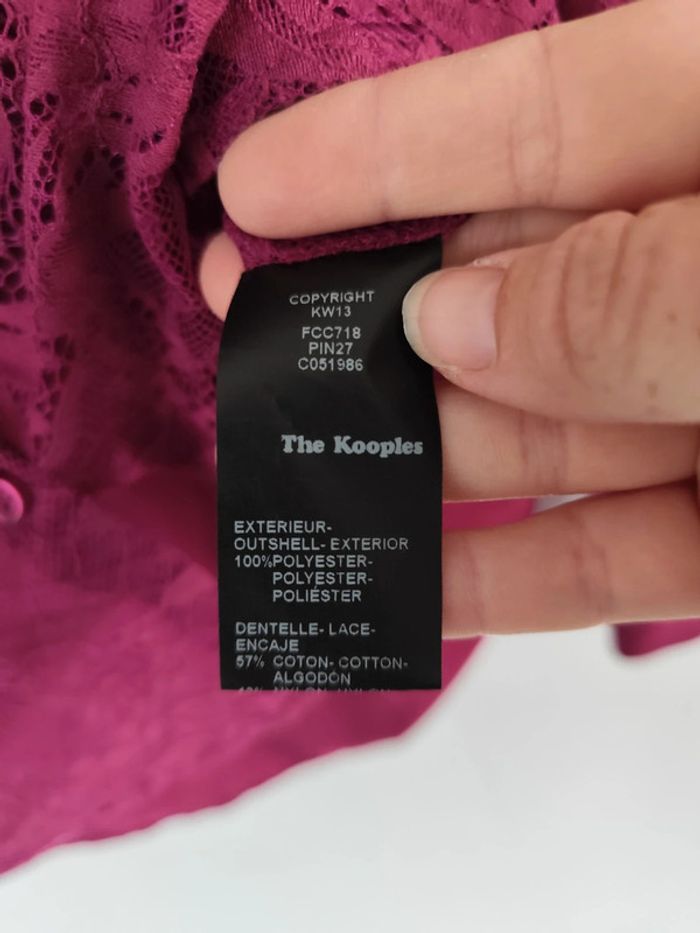 COPYRIGHT
KW13
FCC718
PIN27
C051986
The Kooples
EXTERIEUR-
OUTSHELL- EXTERIOR
100%POLYESTER-
POLYESTER-
POLIÉSTER
DENTELLE- LACE-
ENCAJE
57% COTON- COTTON-
ALGODÓN